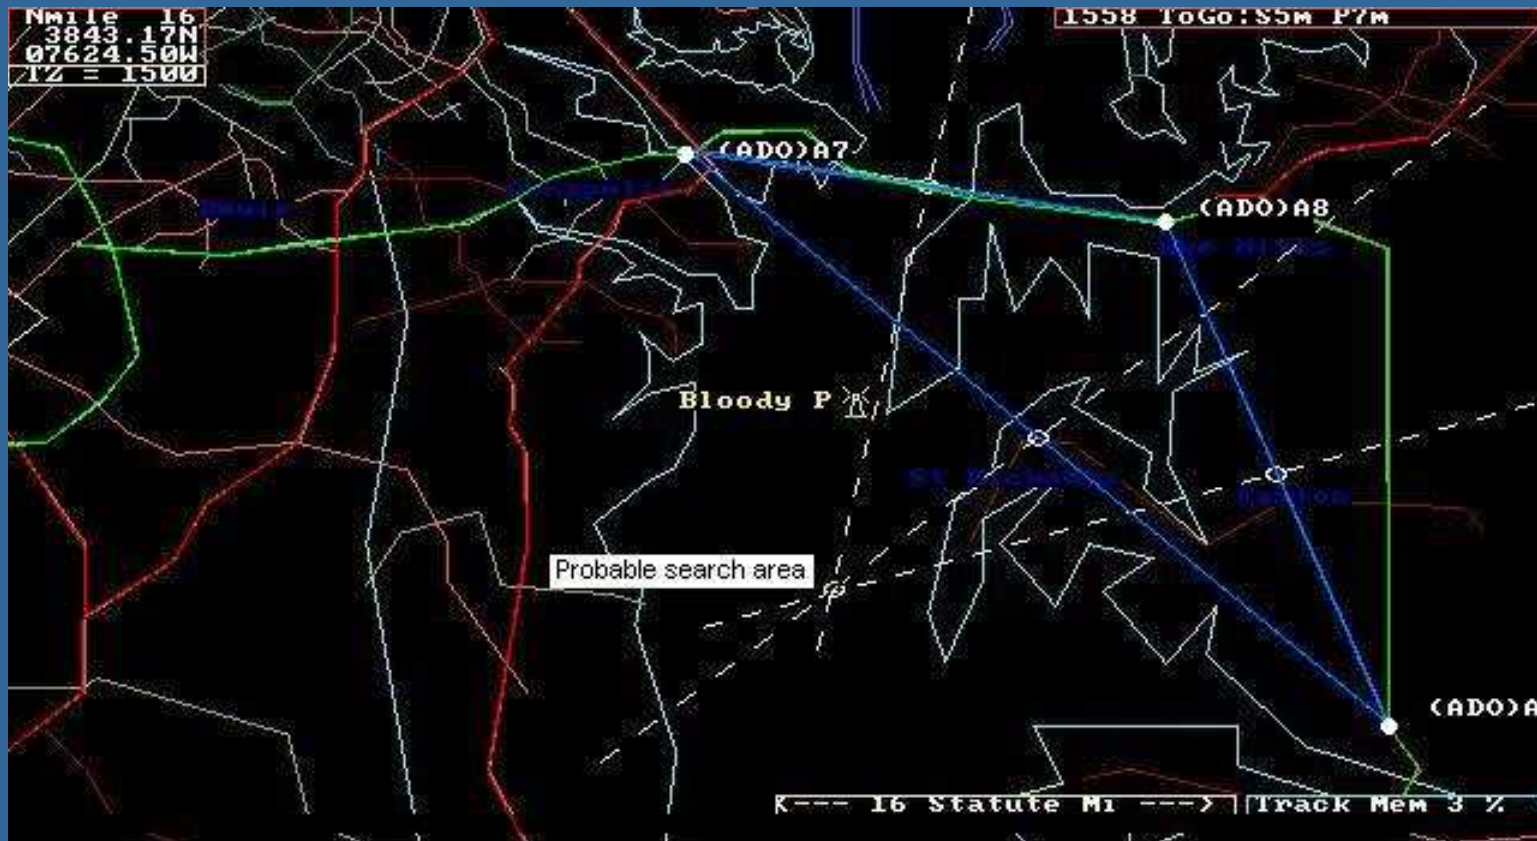 Nmile 16
3843.17N
07624.50W
TZ = 1500
1558 ToGo:S5m P7m
(ADO)A7
(ADO)A8
Bloody P
St
Probable search area
(ADO)A
K--- 16 Statute Mi --->
Track Mem 3 %